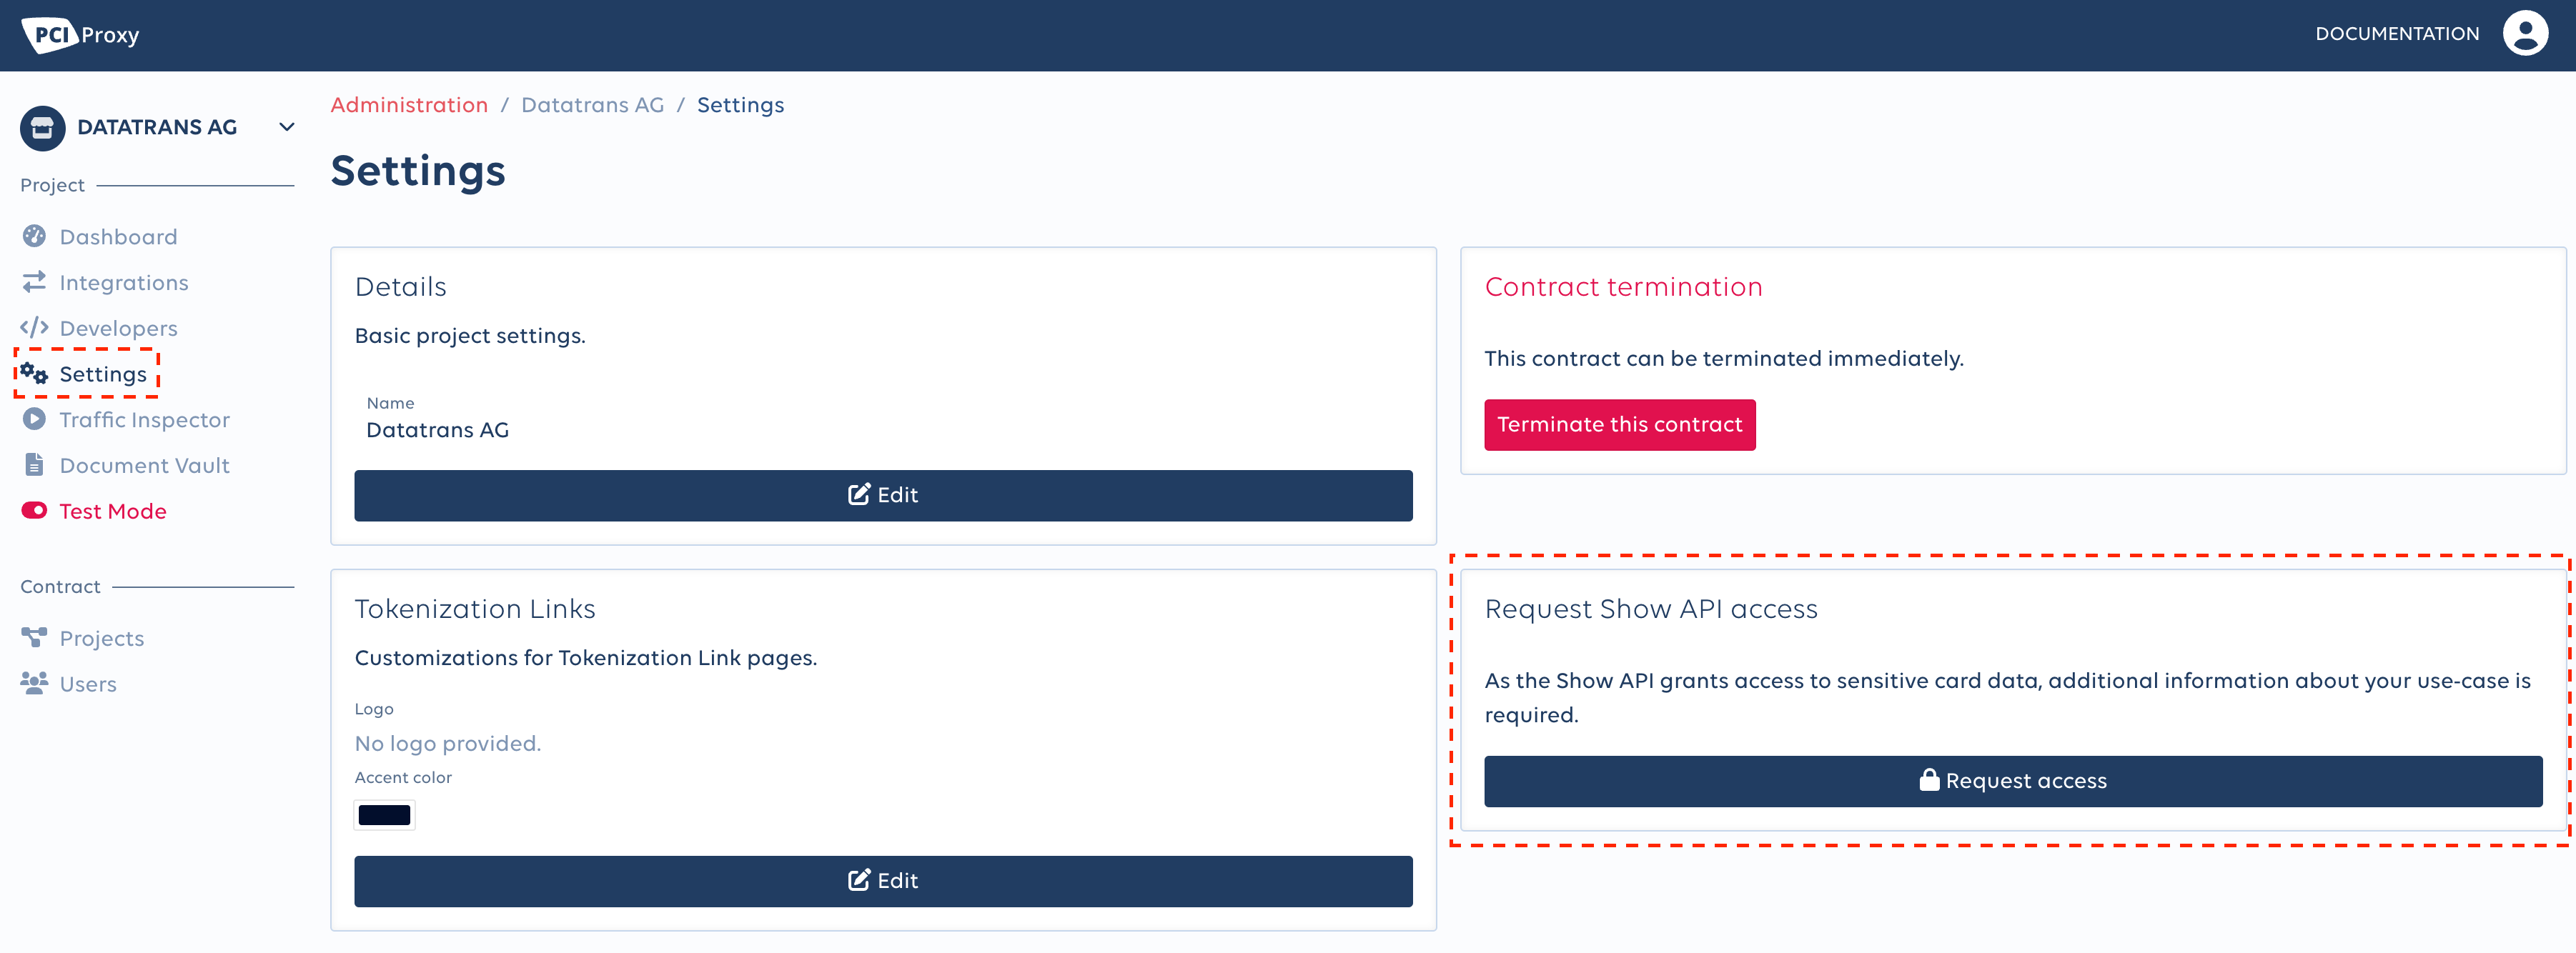 PCI Proxy
DOCUMENTATION
DATATRANS AG
Project
Dashboard
Integrations
Developers
Settings
Traffic Inspector
Document Vault
Test Mode
Contract
Projects
Users
Administration / Datatrans AG / Settings
Settings
Details
Basic project settings.
Name
Datatrans AG
Edit
Contract termination
This contract can be terminated immediately.
Terminate this contract
Tokenization Links
Customizations for Tokenization Link pages.
Logo
No logo provided.
Accent color
Edit
Request Show API access
As the Show API grants access to sensitive card data, additional information about your use-case is
required.
Request access